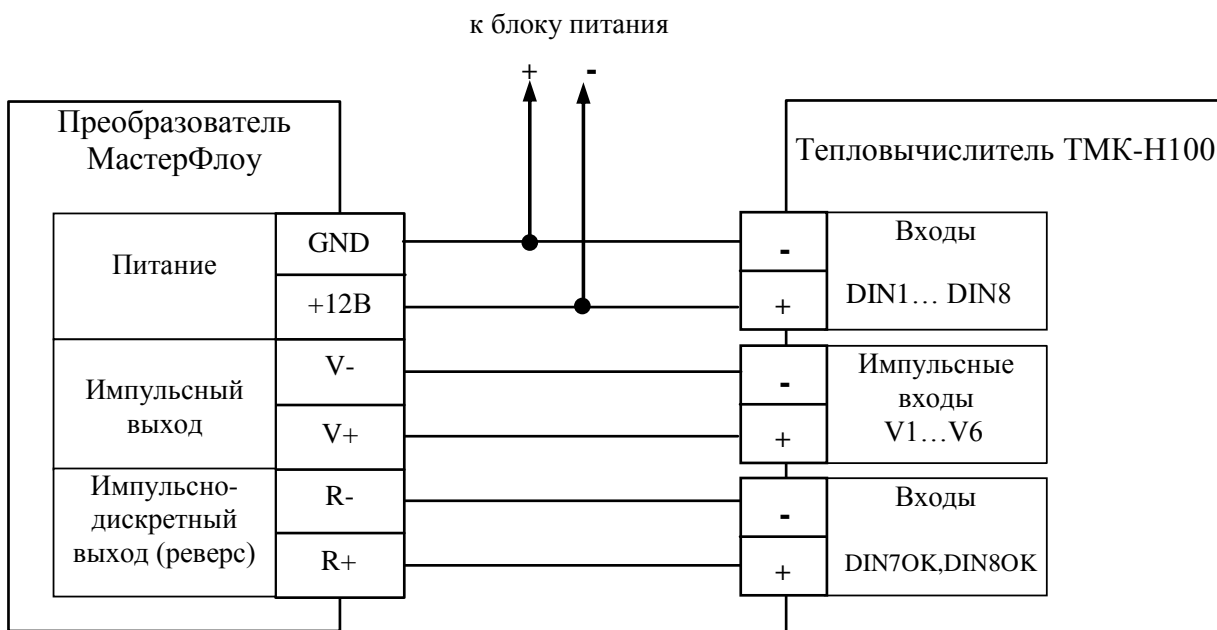 к блоку питания
+ -
Преобразователь
МастерФлоу
Питание
GND
+12В
Импульсный
выход
V-
V+
Импульсно-
дискретный
выход (реверс)
R-
R+
Тепловычислитель ТМК-Н100
-
+
Входы
DIN1... DIN8
-
+
Импульсные
входы
V1...V6
-
+
Входы
DIN7OK,DIN8OK